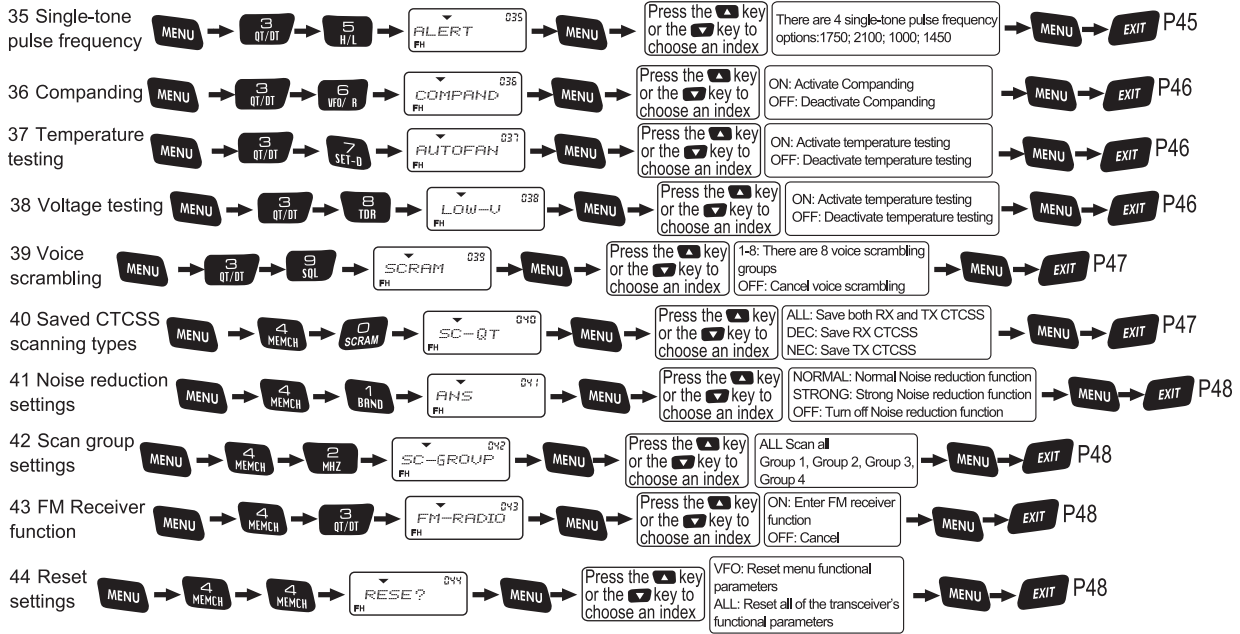 35 Single-tone
pulse frequency
MENU
3
QT/DT
5
H/L
035
ALERT
FH
MENU
Press the key
or the key to
choose an index
There are 4 single-tone pulse frequency
options:1750; 2100; 1000; 1450
MENU
EXIT
P45
36 Companding
MENU
3
QT/DT
6
VFO/ R
036
COMPAND
FH
MENU
Press the key
or the key to
choose an index
ON: Activate Companding
OFF: Deactivate Companding
MENU
EXIT
P46
37 Temperature
testing
MENU
3
QT/DT
7
SET-D
037
AUTOFAN
FH
MENU
Press the key
or the key to
choose an index
ON: Activate temperature testing
OFF: Deactivate temperature testing
MENU
EXIT
P46
38 Voltage testing
MENU
3
QT/DT
8
TDR
038
LOW-V
FH
MENU
Press the key
or the key to
choose an index
ON: Activate temperature testing
OFF: Deactivate temperature testing
MENU
EXIT
P46
39 Voice
scrambling
MENU
3
QT/DT
9
SQL
039
SCRAM
FH
MENU
Press the key
or the key to
choose an index
1-8: There are 8 voice scrambling
groups
OFF: Cancel voice scrambling
MENU
EXIT
P47
40 Saved CTCSS
scanning types
MENU
4
MEMCH
0
SCRAM
040
SC-QT
FH
MENU
Press the key
or the key to
choose an index
ALL: Save both RX and TX CTCSS
DEC: Save RX CTCSS
NEC: Save TX CTCSS
MENU
EXIT
P47
41 Noise reduction
settings
MENU
4
MEMCH
1
BAND
041
ANS
FH
MENU
Press the key
or the key to
choose an index
NORMAL: Normal Noise reduction function
STRONG: Strong Noise reduction function
OFF: Turn off Noise reduction function
MENU
EXIT
P48
42 Scan group
settings
MENU
4
MEMCH
2
MHZ
042
SC-GROUP
FH
MENU
Press the key
or the key to
choose an index
ALL Scan all
Group 1, Group 2, Group 3,
Group 4
MENU
EXIT
P48
43 FM Receiver
function
MENU
4
MEMCH
3
QT/DT
043
FM-RADIO
FH
MENU
Press the key
or the key to
choose an index
ON: Enter FM receiver
function
OFF: Cancel
MENU
EXIT
P48
44 Reset
settings
MENU
4
MEMCH
4
MEMCH
044
RESE?
FH
MENU
Press the key
or the key to
choose an index
VFO: Reset menu functional
parameters
ALL: Reset all of the transceiver's
functional parameters
MENU
EXIT
P48